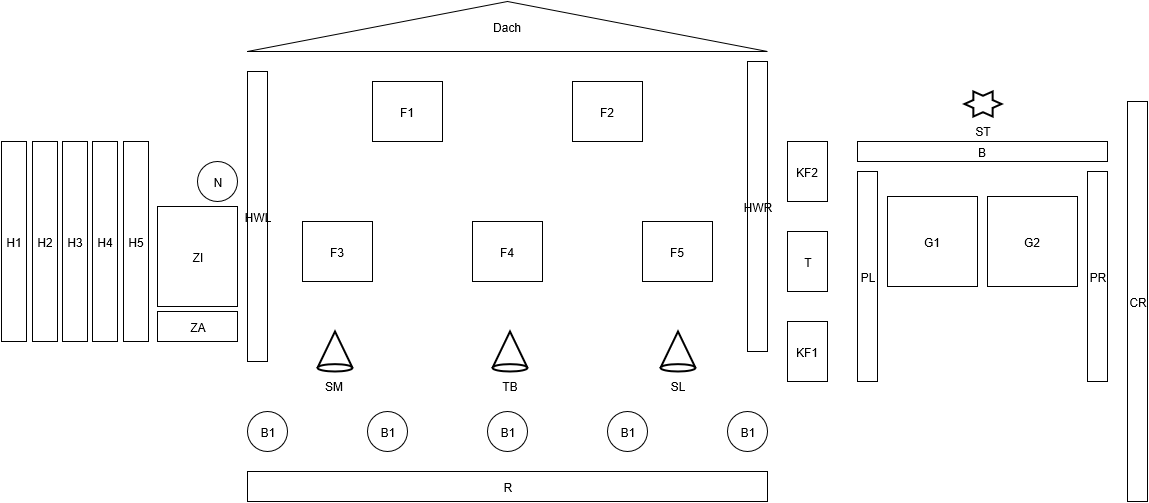 Dach
F1
F2
ST
B
H1
H2
H3
H4
H5
N
ZI
ZA
HWL
F3
F4
F5
HWR
KF2
T
KF1
PL
G1
G2
PR
CR
SM
TB
SL
B1
B1
B1
B1
B1
R